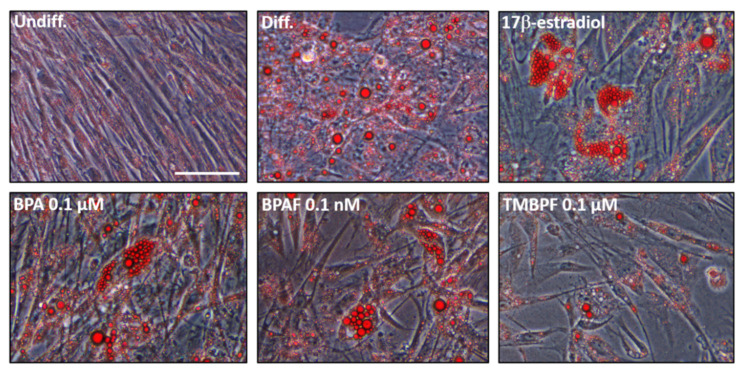 Undiff.
Diff.
17β-estradiol
BPA 0.1 µM
BPAF 0.1 nM
TMBPF 0.1 µM